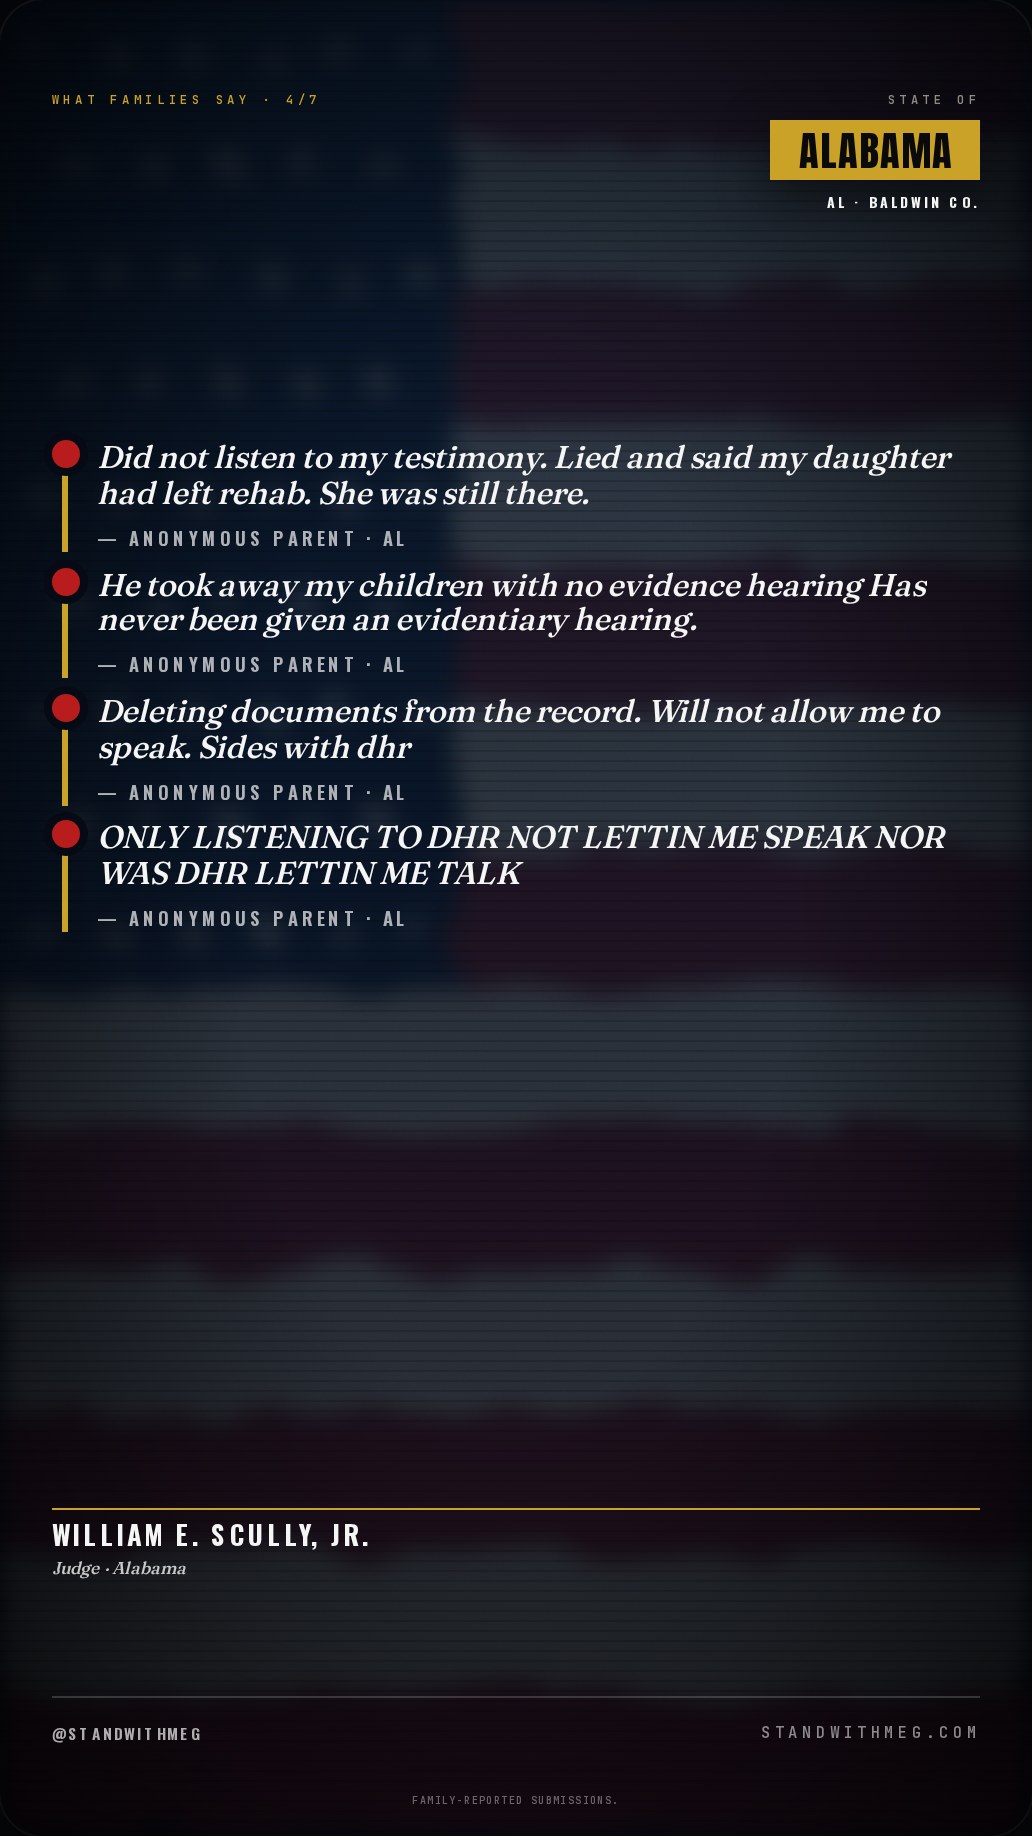 WHAT FAMILIES SAY · 4/7
STATE OF
ALABAMA
AL · BALDWIN CO.
Did not listen to my testimony. Lied and said my daughter
had left rehab. She was still there.
— ANONYMOUS PARENT · AL
He took away my children with no evidence hearing Has
never been given an evidentiary hearing.
— ANONYMOUS PARENT · AL
Deleting documents from the record. Will not allow me to
speak. Sides with dhr
— ANONYMOUS PARENT · AL
ONLY LISTENING TO DHR NOT LETTIN ME SPEAK NOR
WAS DHR LETTIN ME TALK
— ANONYMOUS PARENT · AL
WILLIAM E. SCULLY, JR.
Judge · Alabama
@STANDWITHMEG
STANDWITHMEG.COM
FAMILY-REPORTED SUBMISSIONS.